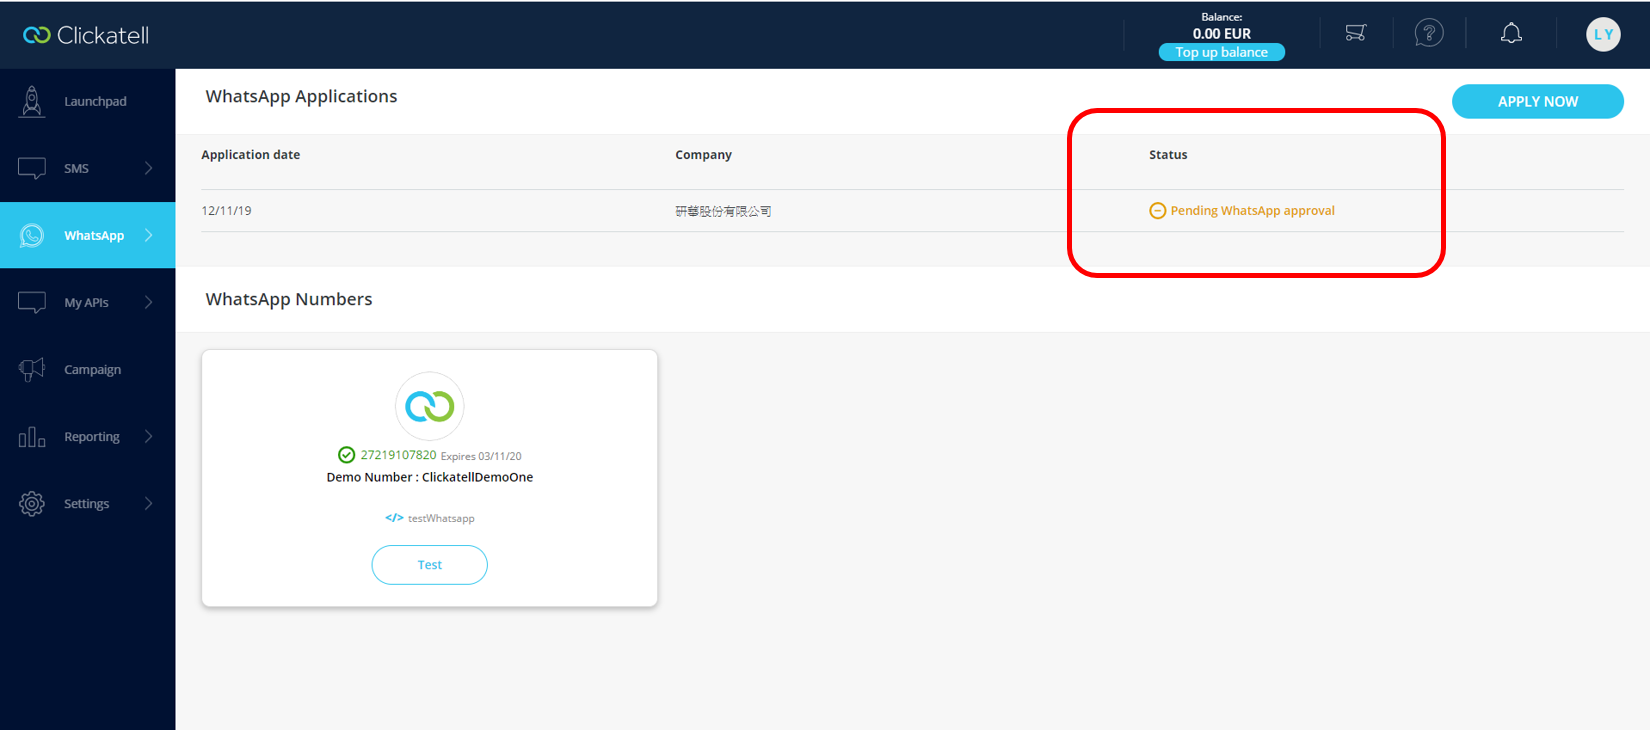 Clickatell
Balance:
0.00 EUR
Top up balance
?
L Y
Launchpad
SMS
WhatsApp
My APIs
Campaign
Reporting
Settings
WhatsApp Applications
APPLY NOW
Application date Company Status
12/11/19 研華股份有限公司 Pending WhatsApp approval
WhatsApp Numbers
27219107820 Expires 03/11/20
Demo Number : ClickatellDemoOne
</> testWhatsapp
Test